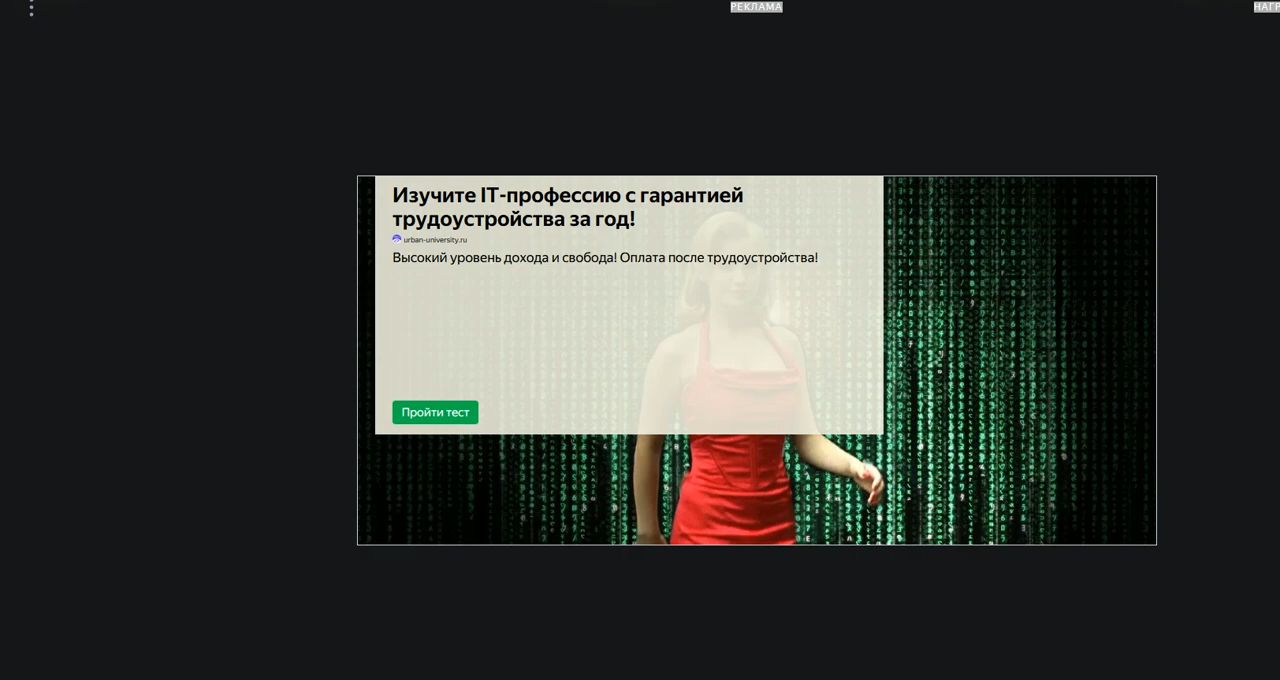 РЕКЛАМА
НАГР
Изучите IT-профессию с гарантией
трудоустройства за год!
urban-university.ru
Высокий уровень дохода и свобода! Оплата после трудоустройства!
Пройти тест